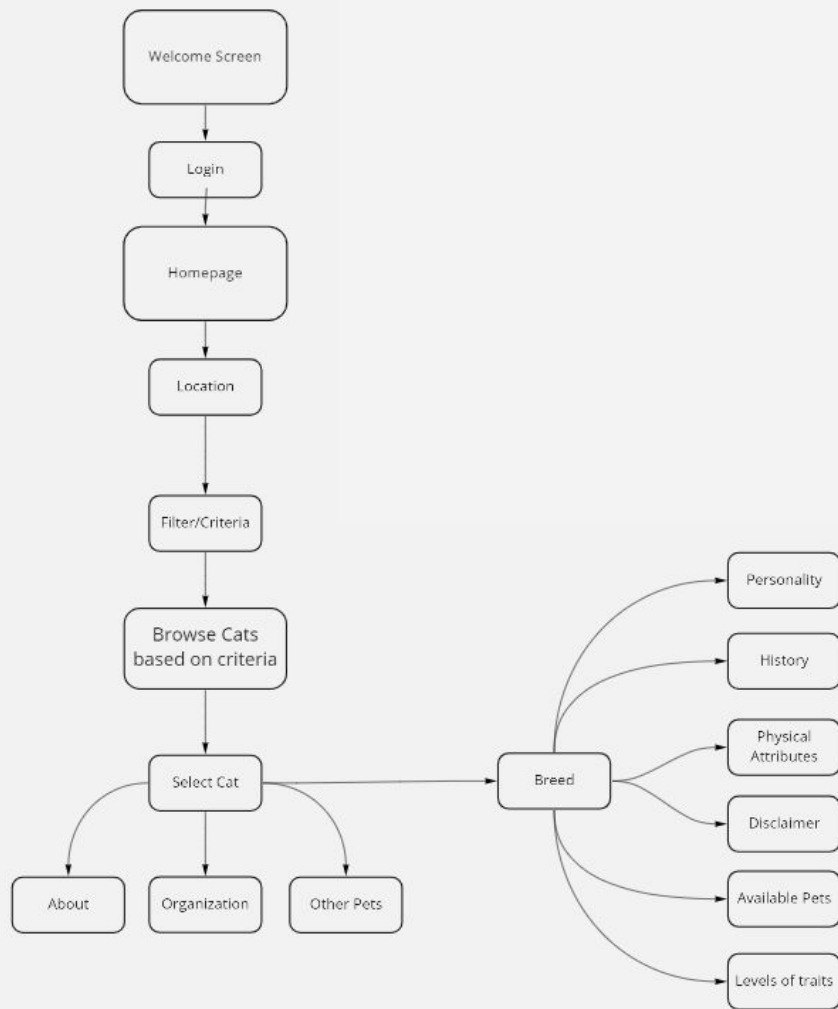 Welcome Screen
Login
Homepage
Location
Filter/Criteria
Browse Cats
based on criteria
Select Cat
About
Organization
Other Pets
Breed
Personality
History
Physical
Attributes
Disclaimer
Available Pets
Levels of traits